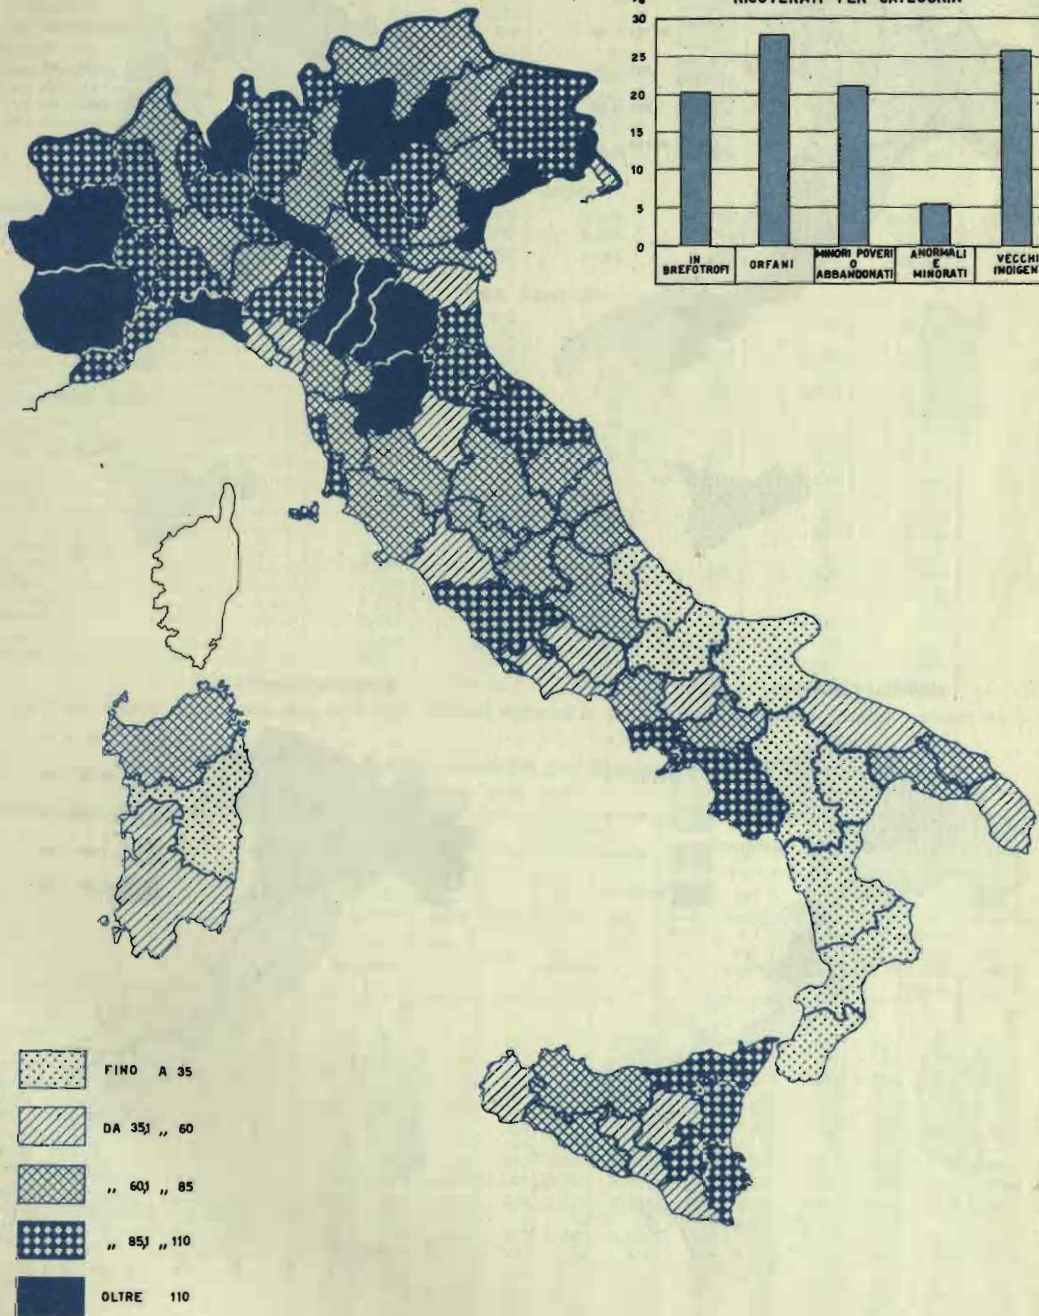 %
RICOVERATI PER CATEGORIA
30
25
20
15
10
5
0
IN
BREFOTROFI
ORFANI
MINORI POVERI
O
ABBANDONATI
ANORMALI
E
MINORATI
VECCHI
INDIGENT
FINO A 35
DA 35,1 „ 60
„ 60,1 „ 85
„ 85,1 „ 110
OLTRE 110